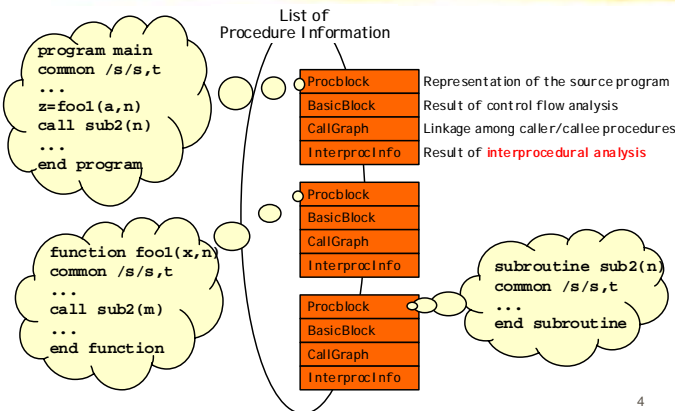 List of
Procedure Information
program main
common /s/s,t
...
z=foo1(a,n)
call sub2(n)
...
end program
Procblock
Representation of the source program
BasicBlock
Result of control flow analysis
CallGraph
Linkage among caller/callee procedures
InterprocInfo
Result of interprocedural analysis
Procblock
BasicBlock
CallGraph
InterprocInfo
function foo1(x,n)
common /s/s,t
...
call sub2(m)
...
end function
Procblock
BasicBlock
CallGraph
InterprocInfo
subroutine sub2(n)
common /s/s,t
...
end subroutine
4